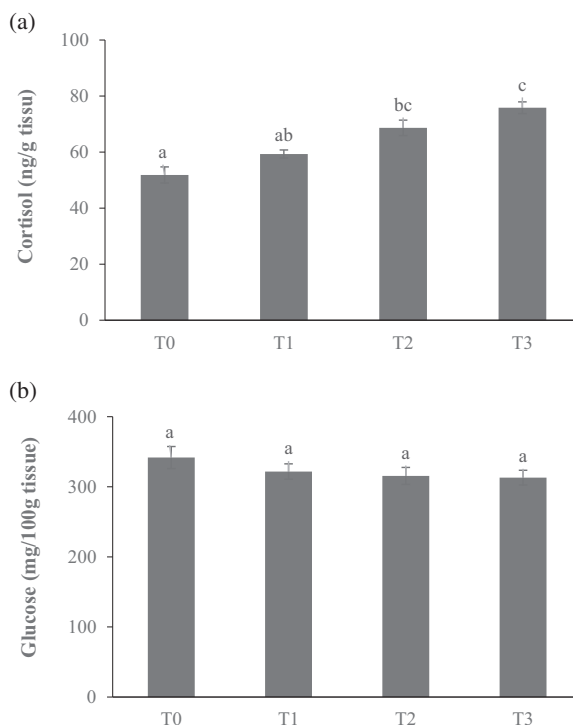 (a)
100
80
60
40
20
0
Cortisol (ng/g tissu)
a
ab
bc
c
T0 T1 T2 T3
(b)
400
300
200
100
0
Glucose (mg/100g tissue)
a a a a
T0 T1 T2 T3